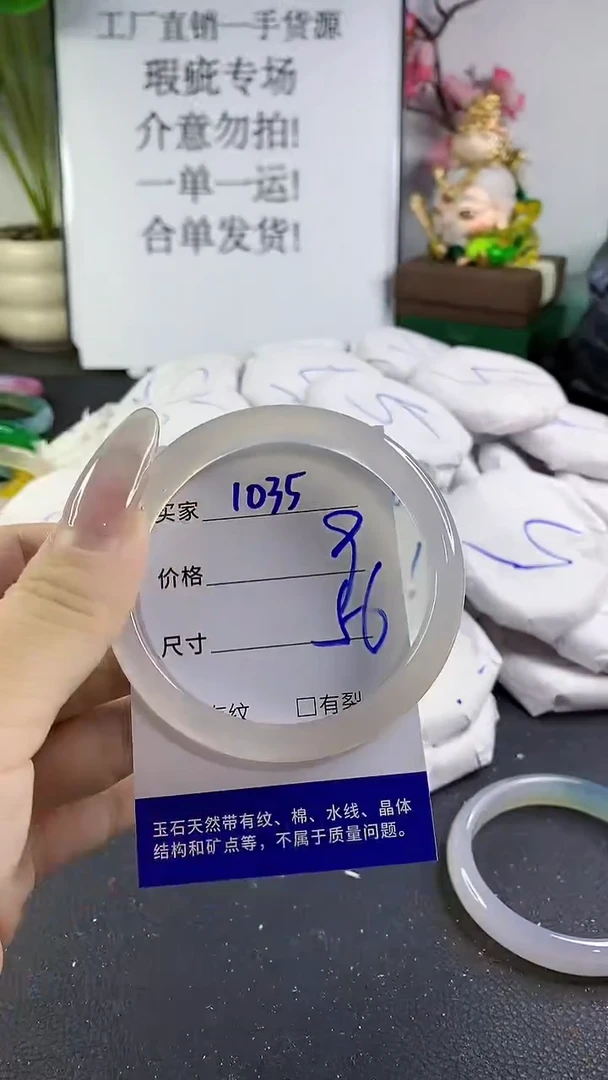 工厂直销一手货源
瑕疵专场
介意勿拍!
一单一运!
合单发货!
买家 1035
价格
尺寸 56
有纹 □有裂
玉石天然带有纹、棉、水线、晶体
结构和矿点等，不属于质量问题。